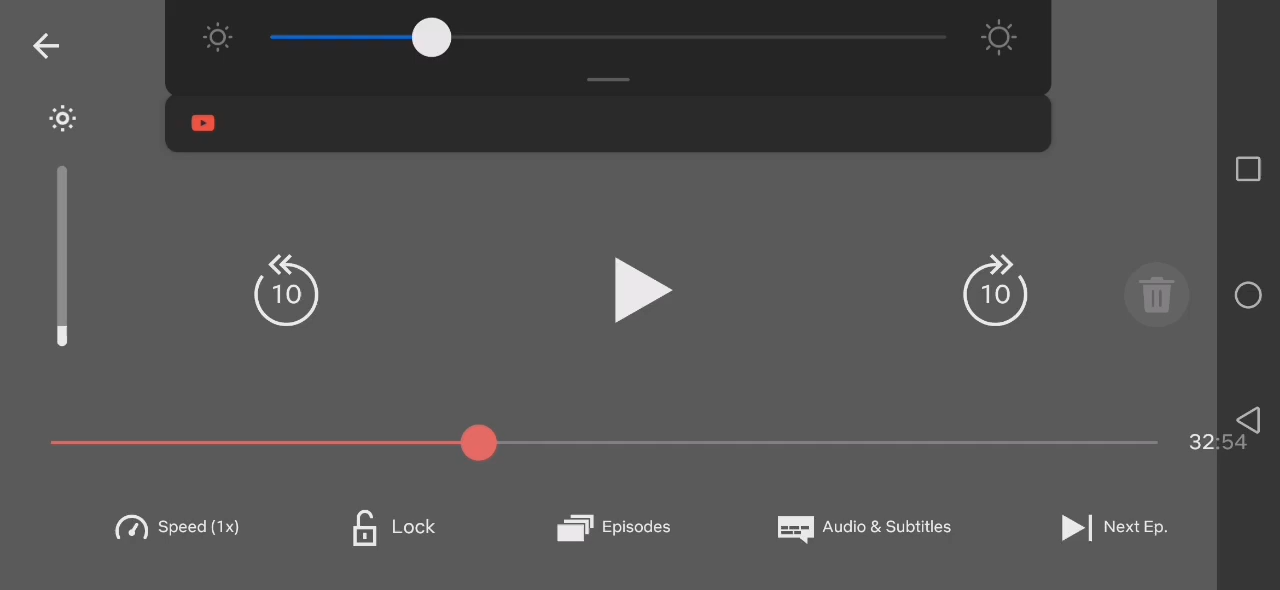 10
10
32:54
Speed (1x)
Lock
Episodes
Audio & Subtitles
Next Ep.